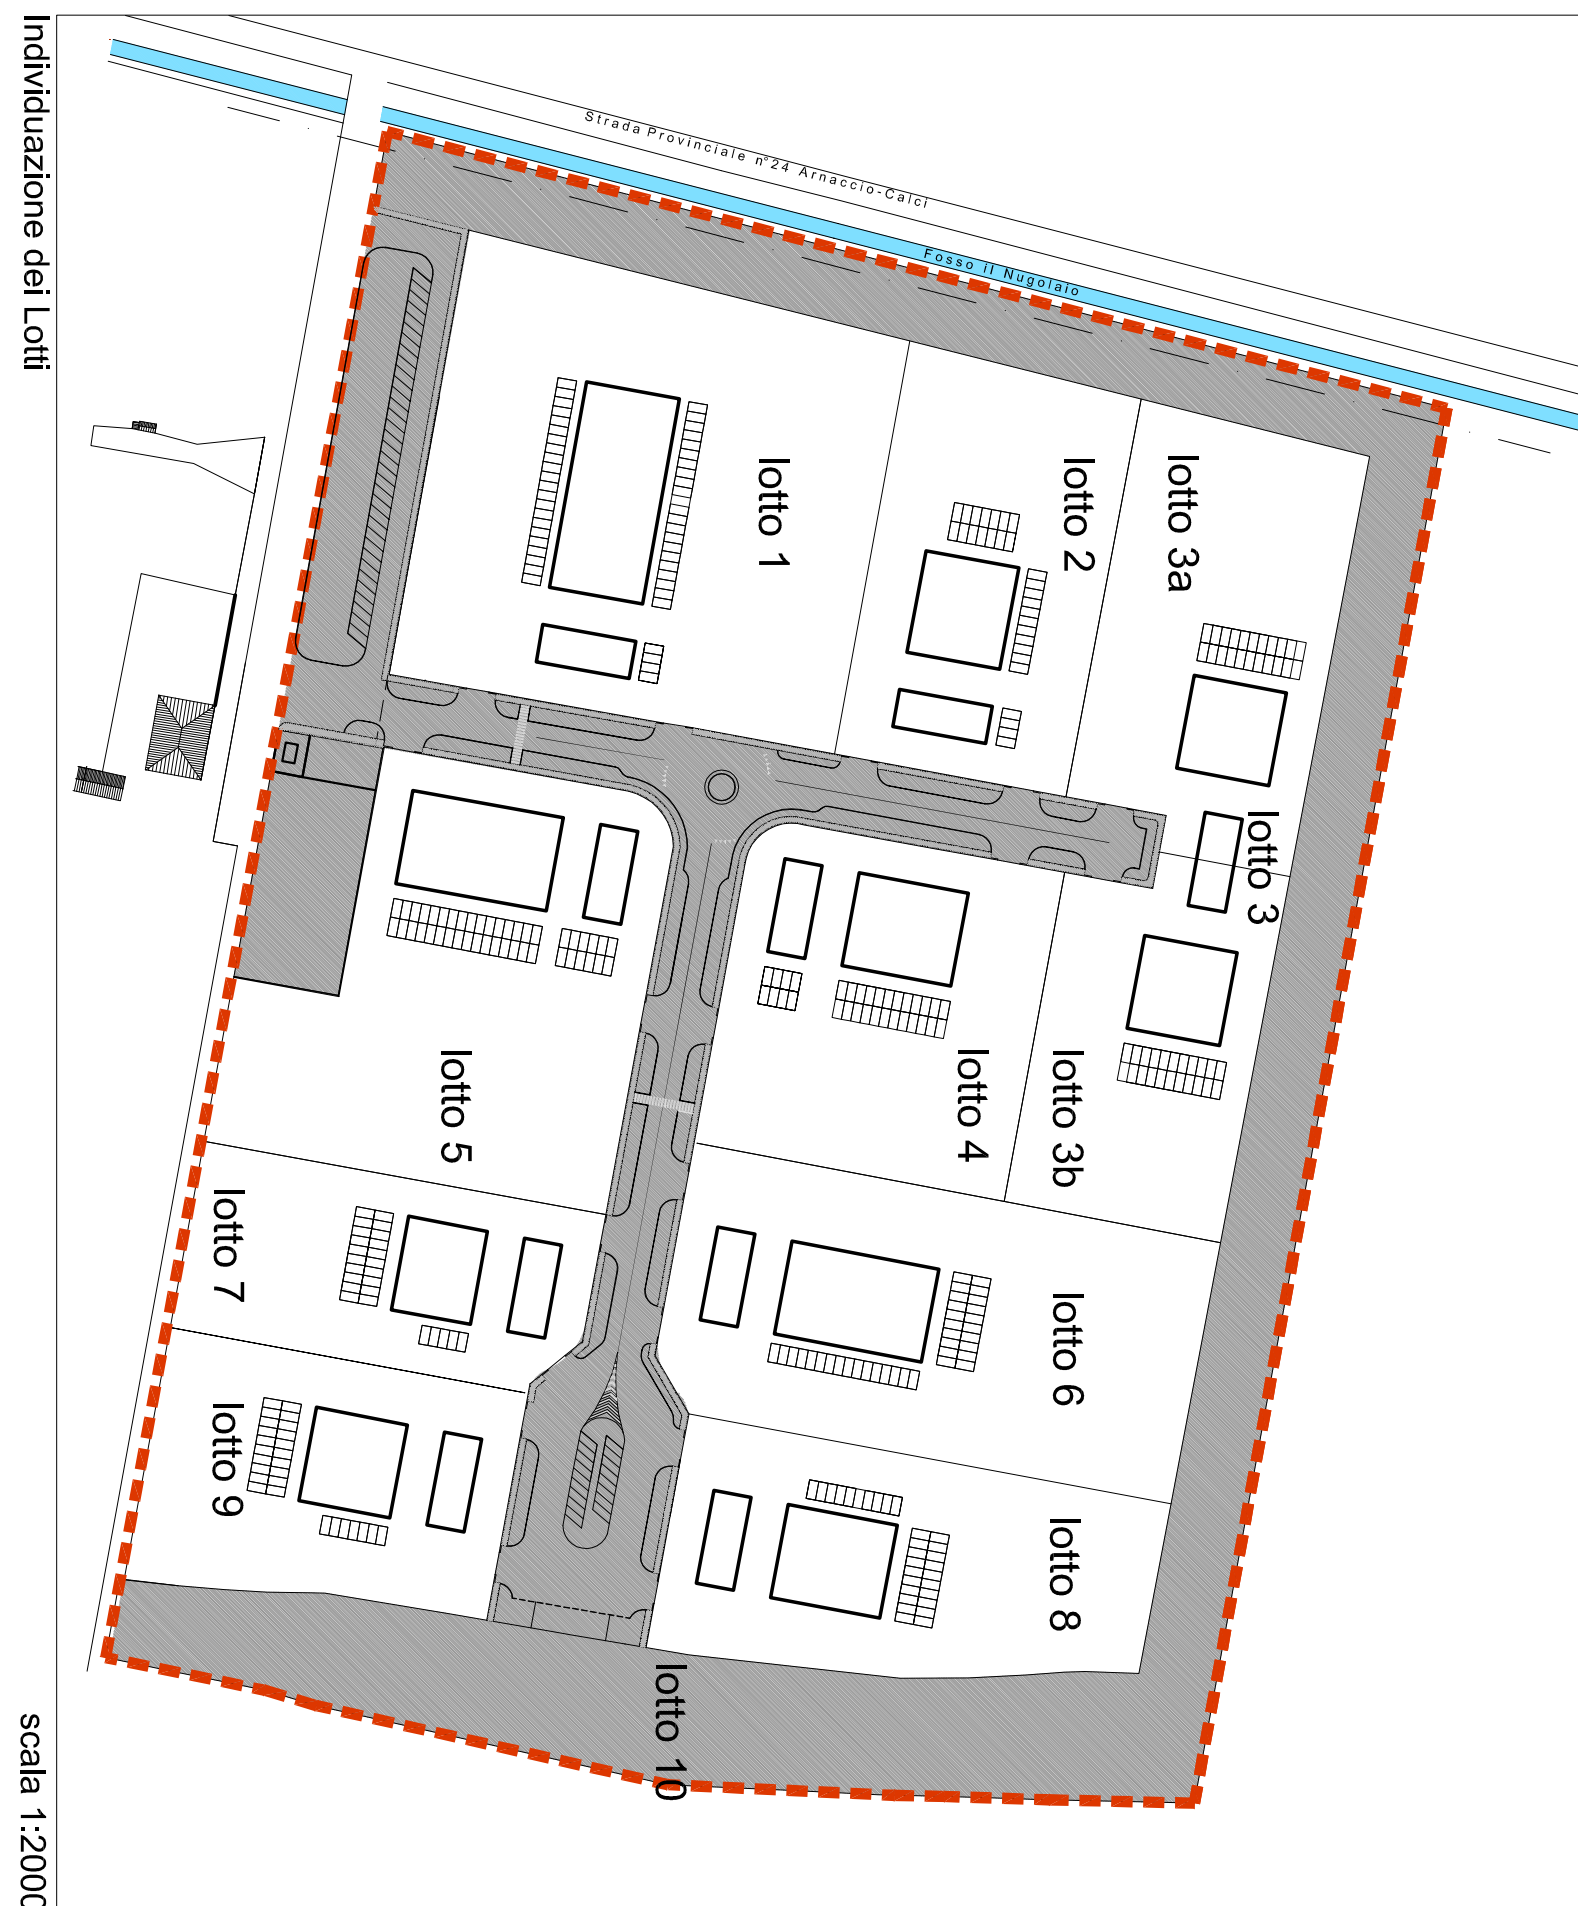 Individuazione dei Lotti
scala 1:2000
Strada Provinciale n°24 Arnaccio-Calci
Fosso il Nugolaio
lotto 1
lotto 2
lotto 3a
lotto 3
lotto 3b
lotto 4
lotto 5
lotto 6
lotto 7
lotto 8
lotto 9
lotto 10